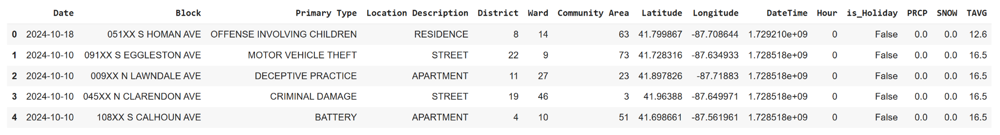 Date Block Primary Type Location Description District Ward Community Area Latitude Longitude DateTime Hour is_Holiday PRCP SNOW TAVG
0 2024-10-18 051XX S HOMAN AVE OFFENSE INVOLVING CHILDREN RESIDENCE 8 14 63 41.799867 -87.708644 1.729210e+09 0 False 0.0 0.0 12.6
1 2024-10-10 091XX S EGGLESTON AVE MOTOR VEHICLE THEFT STREET 22 9 73 41.728316 -87.634933 1.728518e+09 0 False 0.0 0.0 16.5
2 2024-10-10 009XX N LAWNDALE AVE DECEPTIVE PRACTICE APARTMENT 11 27 23 41.897826 -87.71883 1.728518e+09 0 False 0.0 0.0 16.5
3 2024-10-10 045XX N CLARENDON AVE CRIMINAL DAMAGE STREET 19 46 3 41.96388 -87.649971 1.728518e+09 0 False 0.0 0.0 16.5
4 2024-10-10 108XX S CALHOUN AVE BATTERY APARTMENT 4 10 51 41.698661 -87.561961 1.728518e+09 0 False 0.0 0.0 16.5